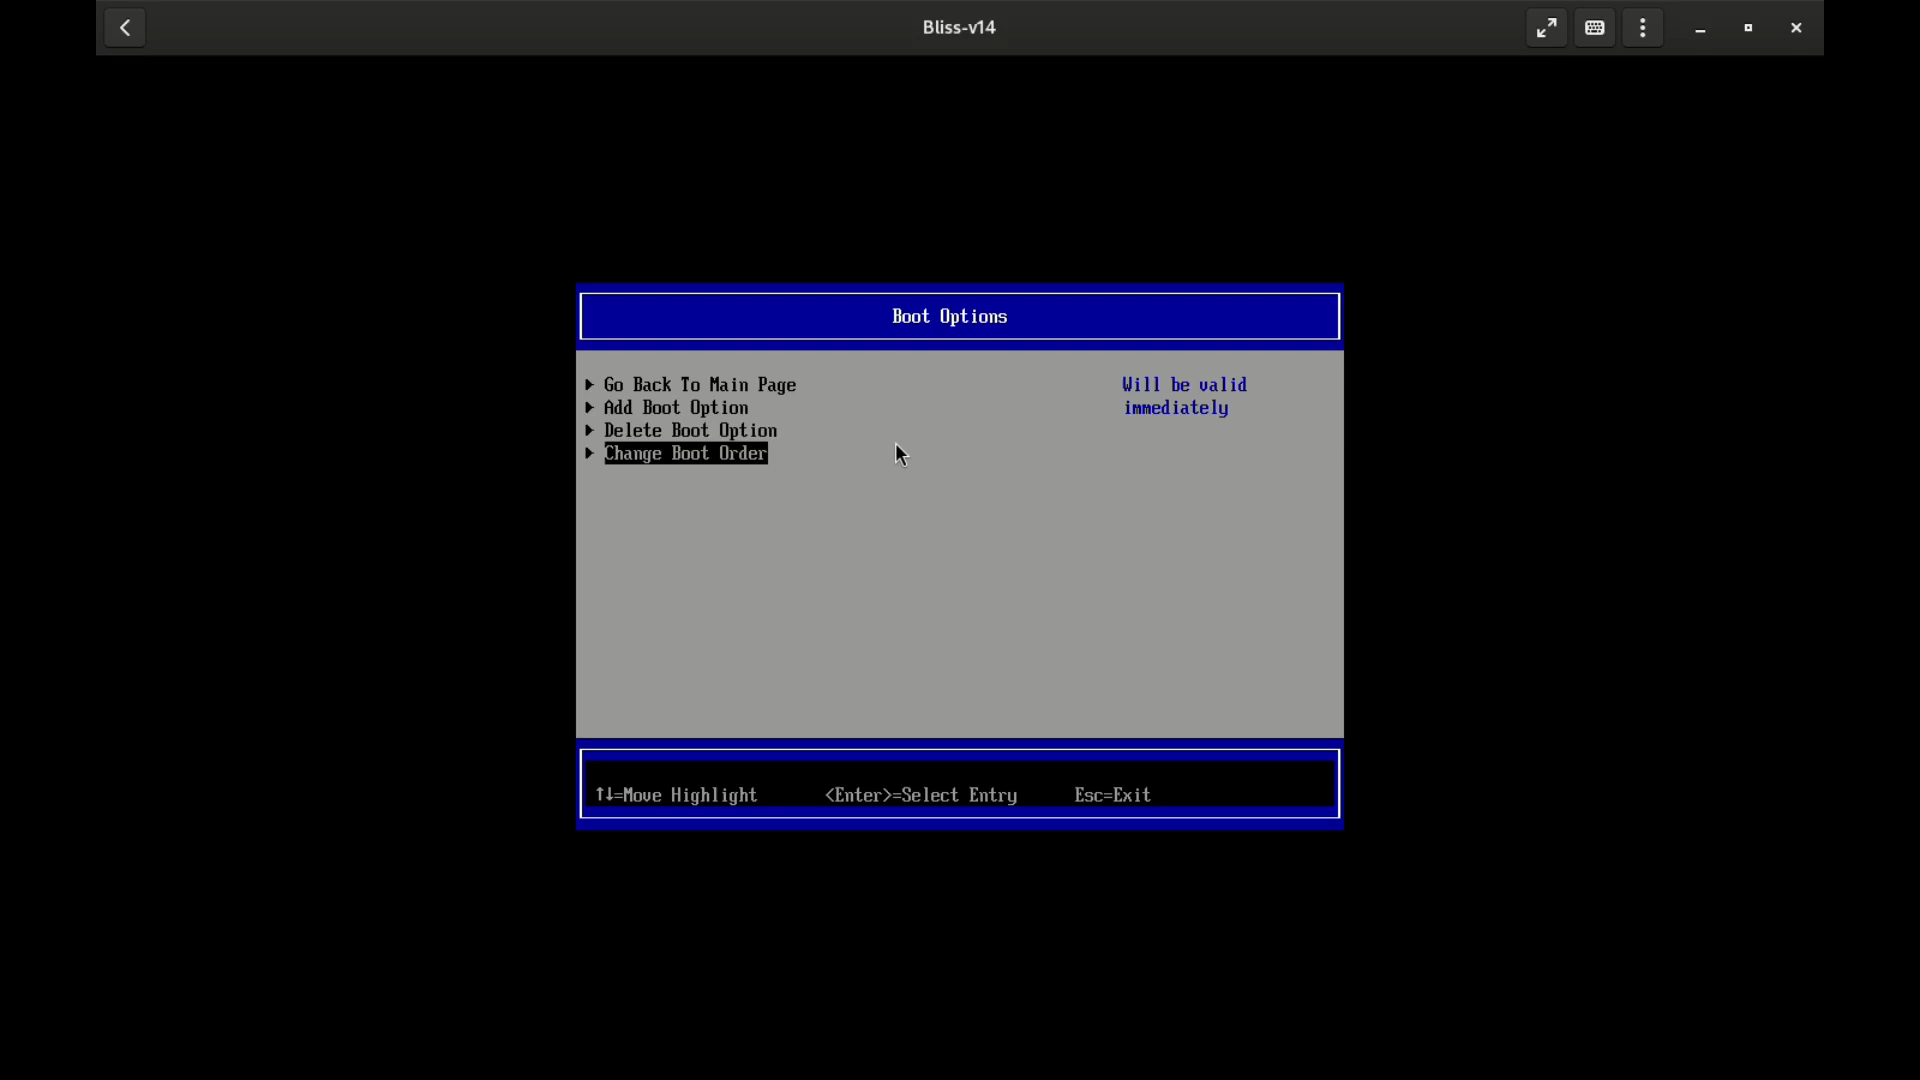 Bliss-v14
Boot Options
Go Back To Main Page
Add Boot Option
Delete Boot Option
Change Boot Order
Will be valid
immediately
↑↓=Move Highlight <Enter>=Select Entry Esc=Exit